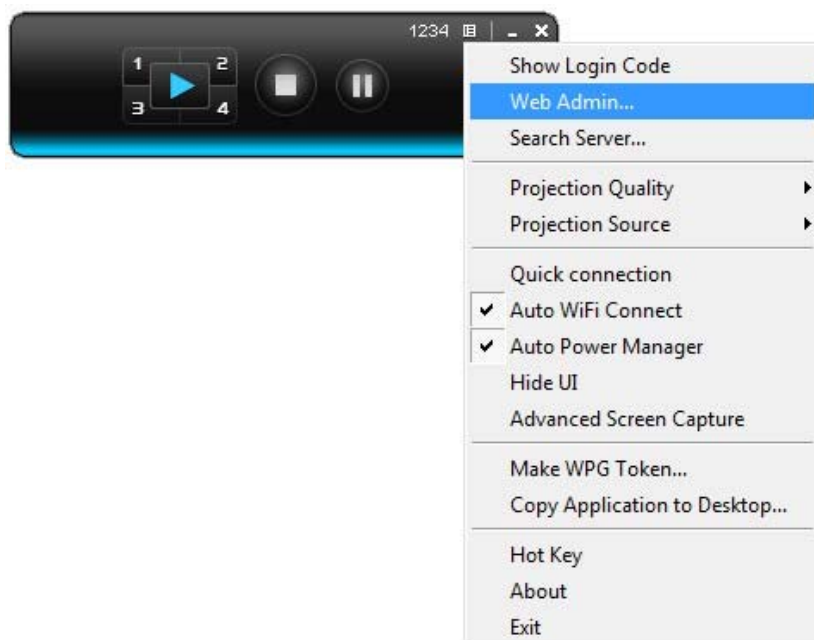 1234
1 2
3 4
Show Login Code
Web Admin...
Search Server...
Projection Quality
Projection Source
Quick connection
Auto WiFi Connect
Auto Power Manager
Hide UI
Advanced Screen Capture
Make WPG Token...
Copy Application to Desktop...
Hot Key
About
Exit